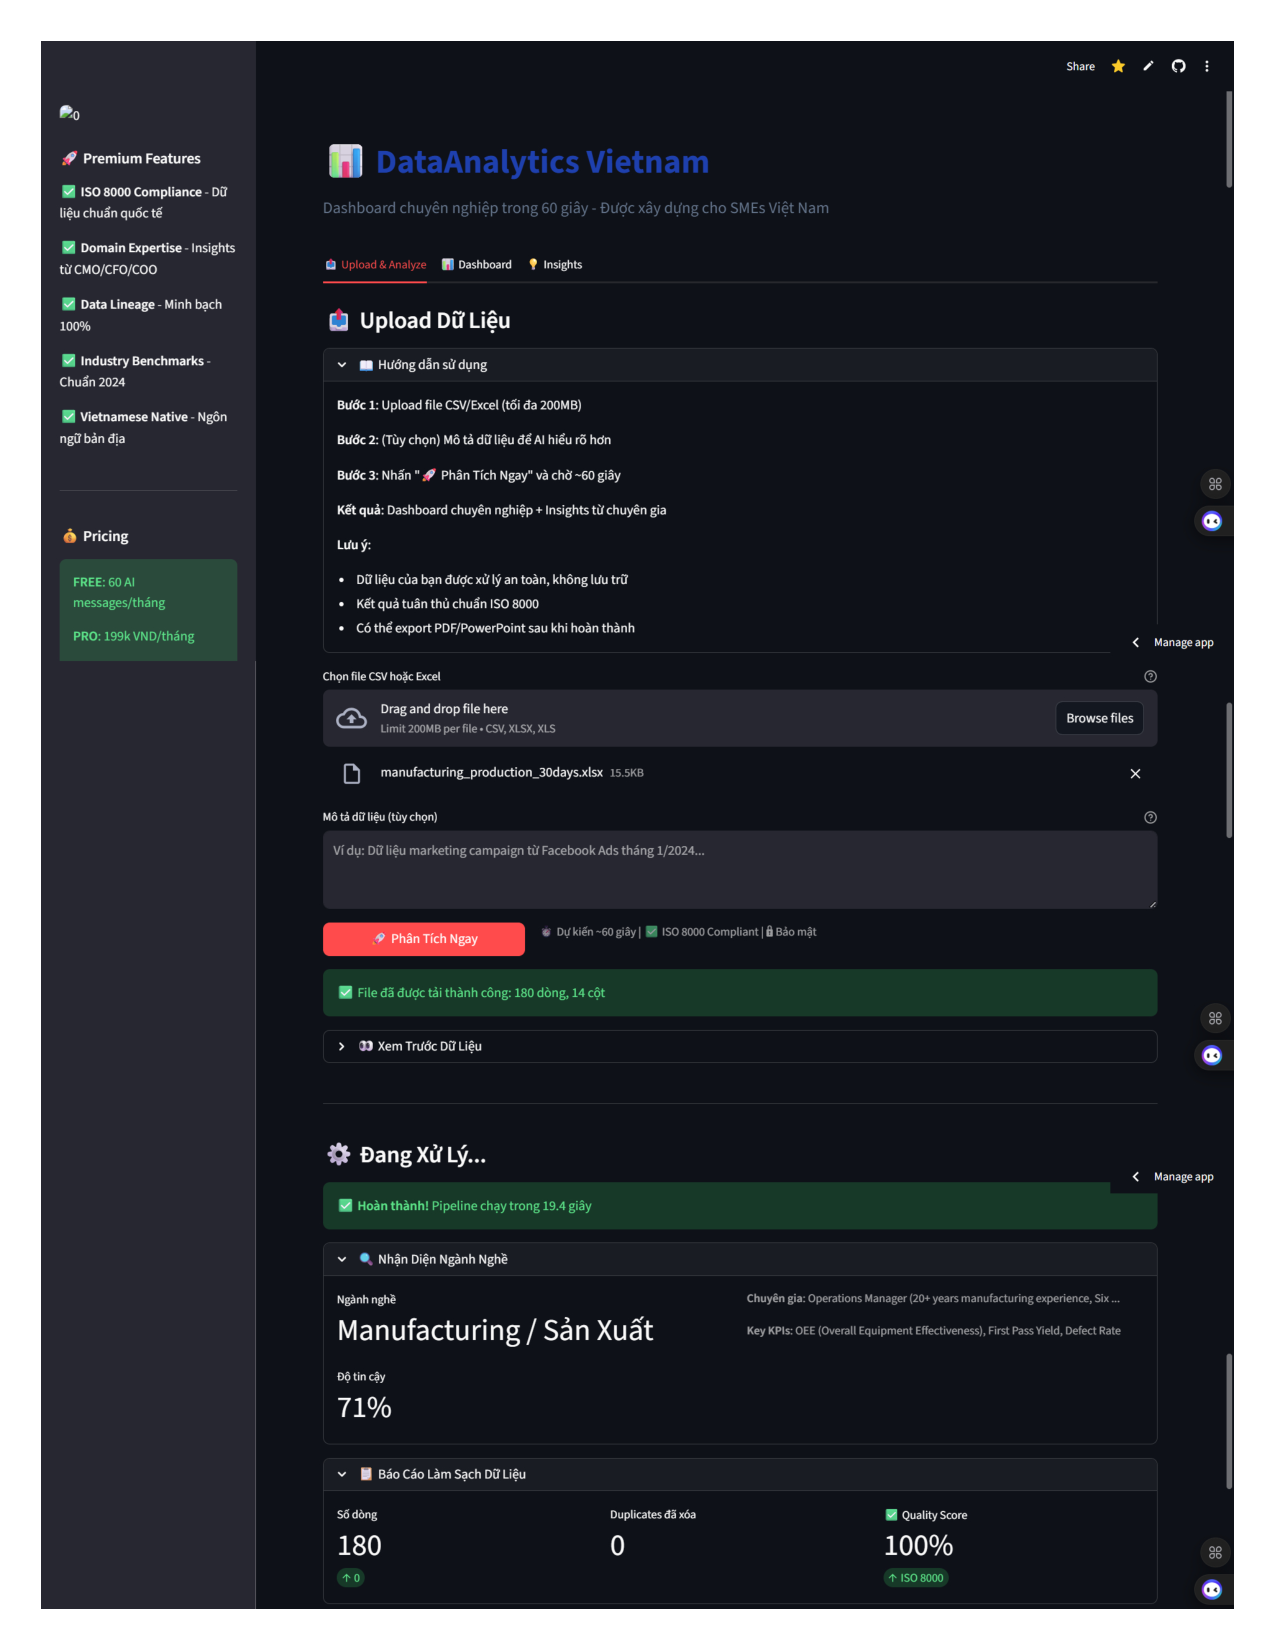 Share
0
🚀 Premium Features
✅ ISO 8000 Compliance - Dữ
liệu chuẩn quốc tế
✅ Domain Expertise - Insights
từ CMO/CFO/COO
✅ Data Lineage - Minh bạch
100%
✅ Industry Benchmarks -
Chuẩn 2024
✅ Vietnamese Native - Ngôn
ngữ bản địa
💰 Pricing
FREE: 60 AI
messages/tháng
PRO: 199k VND/tháng
📊 DataAnalytics Vietnam
Dashboard chuyên nghiệp trong 60 giây - Được xây dựng cho SMEs Việt Nam
📤 Upload & Analyze 📊 Dashboard 💡 Insights
📤 Upload Dữ Liệu
📖 Hướng dẫn sử dụng
Bước 1: Upload file CSV/Excel (tối đa 200MB)
Bước 2: (Tùy chọn) Mô tả dữ liệu để AI hiểu rõ hơn
Bước 3: Nhấn "🚀 Phân Tích Ngay" và chờ ~60 giây
Kết quả: Dashboard chuyên nghiệp + Insights từ chuyên gia
Lưu ý:
• Dữ liệu của bạn được xử lý an toàn, không lưu trữ
• Kết quả tuân thủ chuẩn ISO 8000
• Có thể export PDF/PowerPoint sau khi hoàn thành
Manage app
Chọn file CSV hoặc Excel
Drag and drop file here
Limit 200MB per file • CSV, XLSX, XLS
Browse files
manufacturing_production_30days.xlsx 15.5KB
Mô tả dữ liệu (tùy chọn)
Ví dụ: Dữ liệu marketing campaign từ Facebook Ads tháng 1/2024...
🚀 Phân Tích Ngay
Dự kiến ~60 giây | ✅ ISO 8000 Compliant | 🔒 Bảo mật
✅ File đã được tải thành công: 180 dòng, 14 cột
👀 Xem Trước Dữ Liệu
⚙️ Đang Xử Lý...
Manage app
✅ Hoàn thành! Pipeline chạy trong 19.4 giây
🔍 Nhận Diện Ngành Nghề
Ngành nghề
Manufacturing / Sản Xuất
Độ tin cậy
71%
Chuyên gia: Operations Manager (20+ years manufacturing experience, Six ...
Key KPIs: OEE (Overall Equipment Effectiveness), First Pass Yield, Defect Rate
📋 Báo Cáo Làm Sạch Dữ Liệu
Số dòng
180
↑ 0
Duplicates đã xóa
0
✅ Quality Score
100%
↑ ISO 8000